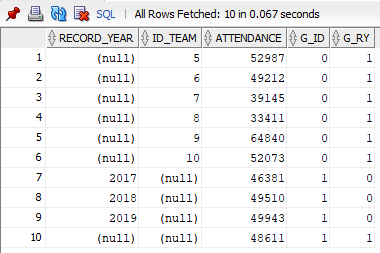 SQL | All Rows Fetched: 10 in 0.067 seconds
RECORD_YEAR ID_TEAM ATTENDANCE G_ID G_RY
1 (null) 5 52987 0 1
2 (null) 6 49212 0 1
3 (null) 7 39145 0 1
4 (null) 8 33411 0 1
5 (null) 9 64840 0 1
6 (null) 10 52073 0 1
7 2017 (null) 46381 1 0
8 2018 (null) 49510 1 0
9 2019 (null) 49943 1 0
10 (null) (null) 48611 1 1